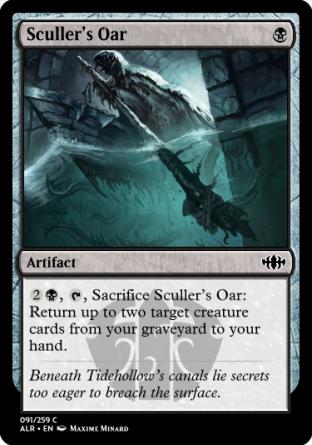 Sculler's Oar
Artifact
2, , Sacrifice Sculler's Oar:
Return up to two target creature
cards from your graveyard to your
hand.
Beneath Tidehollow's canals lie secrets
too eager to breach the surface.
091/259 C
ALR • EN Maxime Minard